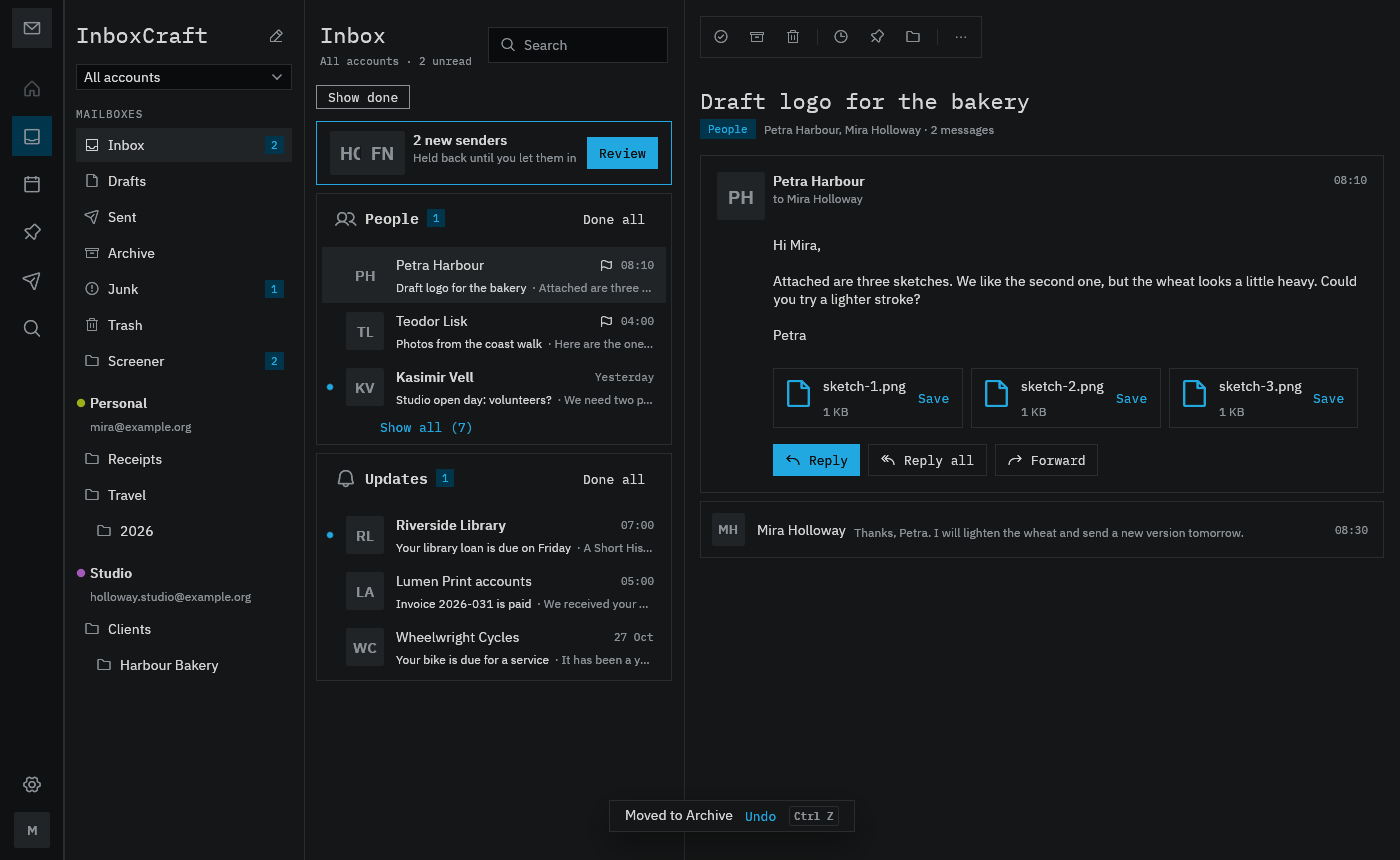 InboxCraft
All accounts
MAILBOXES
Inbox 2
Drafts
Sent
Archive
Junk 1
Trash
Screener 2
Personal
mira@example.org
Receipts
Travel
2026
Studio
holloway.studio@example.org
Clients
Harbour Bakery
M
Inbox
All accounts · 2 unread
Search
Show done
FN
2 new senders
Held back until you let them in
Review
People 1 Done all
PH
Petra Harbour 08:10
Draft logo for the bakery · Attached are three ...
TL
Teodor Lisk 04:00
Photos from the coast walk · Here are the one...
KV
Kasimir Vell Yesterday
Studio open day: volunteers? · We need two p...
Show all (7)
Updates 1 Done all
RL
Riverside Library 07:00
Your library loan is due on Friday · A Short His...
LA
Lumen Print accounts 05:00
Invoice 2026-031 is paid · We received your ...
WC
Wheelwright Cycles 27 Oct
Your bike is due for a service · It has been a y...
Draft logo for the bakery
People Petra Harbour, Mira Holloway · 2 messages
PH
Petra Harbour 08:10
to Mira Holloway
Hi Mira,
Attached are three sketches. We like the second one, but the wheat looks a little heavy. Could
you try a lighter stroke?
Petra
sketch-1.png
1 KB
Save
sketch-2.png
1 KB
Save
sketch-3.png
1 KB
Save
Reply
Reply all
Forward
MH Mira Holloway Thanks, Petra. I will lighten the wheat and send a new version tomorrow. 08:30
Moved to Archive Undo Ctrl Z